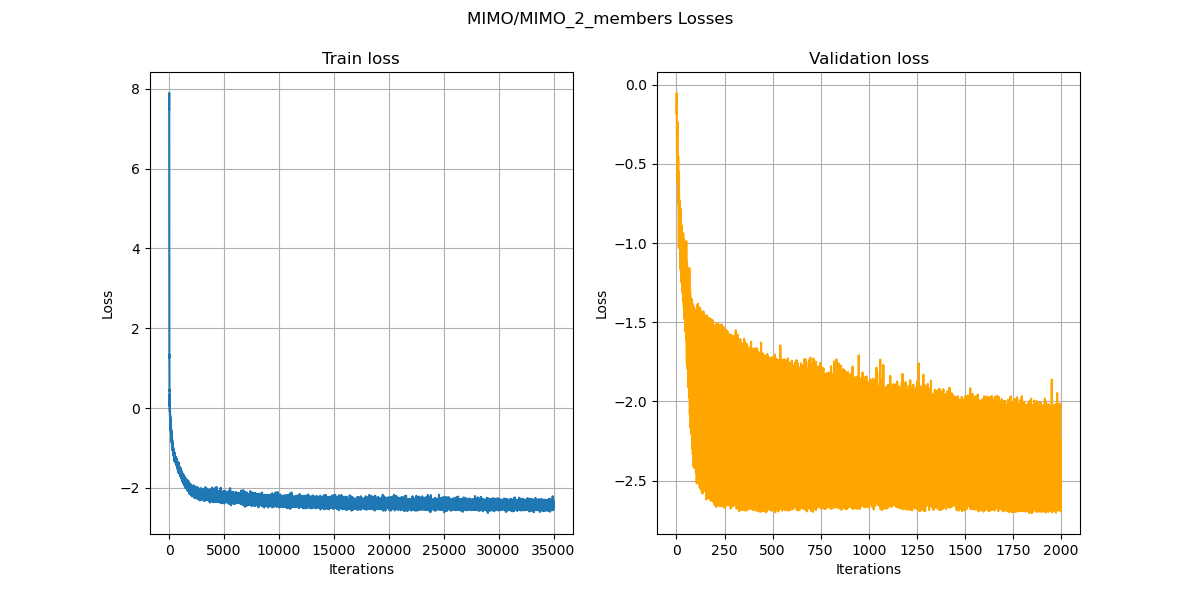 MIMO/MIMO_2_members Losses
Train loss
8
6
4
2
0
−2
0 5000 10000 15000 20000 25000 30000 35000
Loss
Iterations
Validation loss
0.0
−0.5
−1.0
−1.5
−2.0
−2.5
0 250 500 750 1000 1250 1500 1750 2000
Loss
Iterations